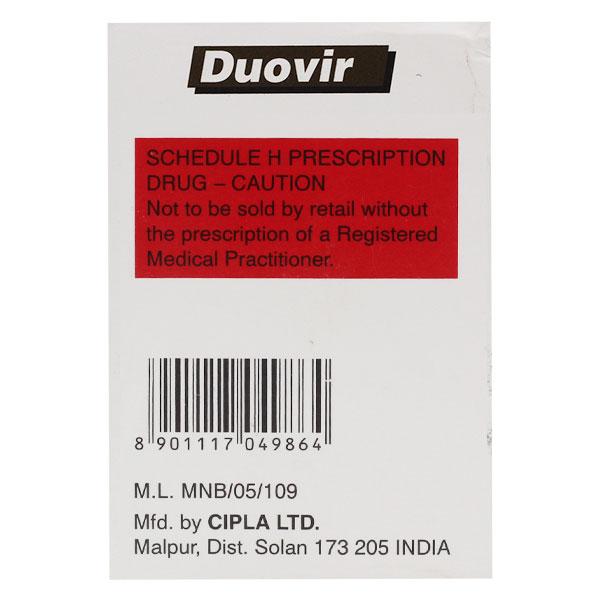 Duovir
SCHEDULE H PRESCRIPTION
DRUG – CAUTION
Not to be sold by retail without
the prescription of a Registered
Medical Practitioner.
8 901117 049864
M.L. MNB/05/109
Mfd. by CIPLA LTD.
Malpur, Dist. Solan 173 205 INDIA